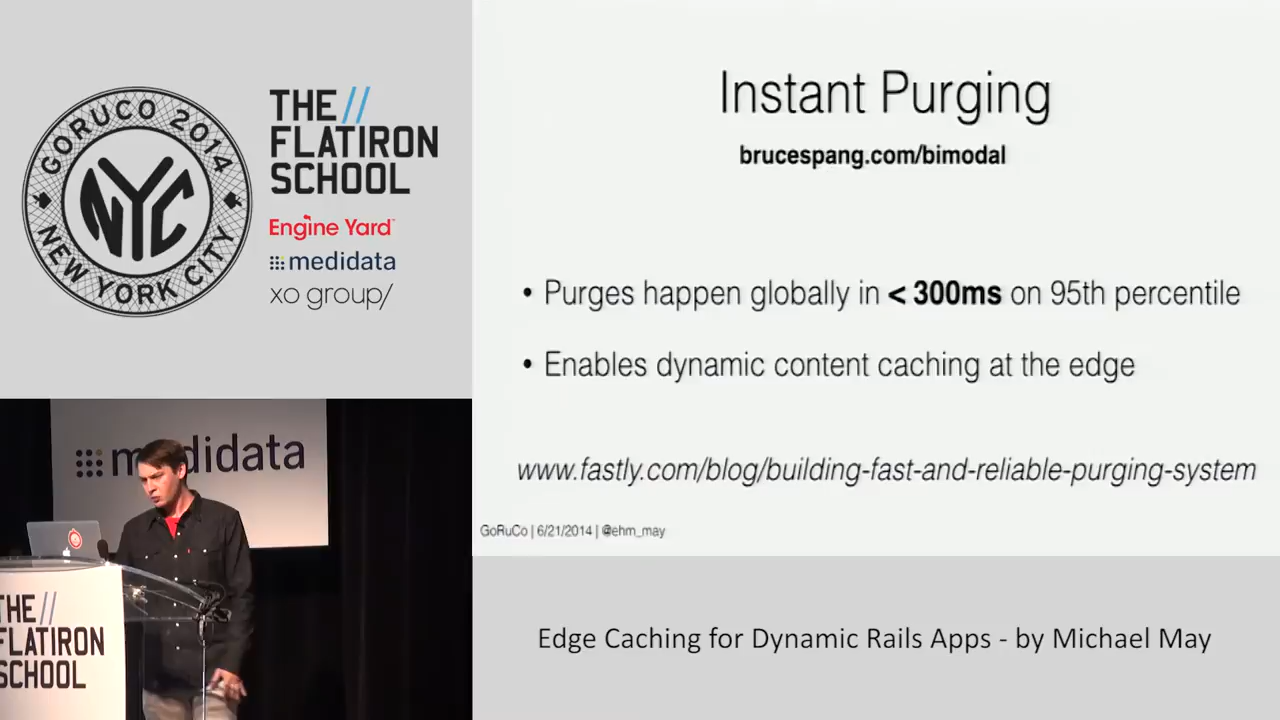 GORUCO 2014
NYC
NEW YORK CITY
THE //
FLATIRON
SCHOOL
Engine Yard
medidata
xo group/
Instant Purging
brucespang.com/bimodal
• Purges happen globally in < 300ms on 95th percentile
• Enables dynamic content caching at the edge
www.fastly.com/blog/building-fast-and-reliable-purging-system
GoRuCo | 6/21/2014 | @ehm_may
medidata
THE //
FLATIRON
SCHOOL
Edge Caching for Dynamic Rails Apps - by Michael May